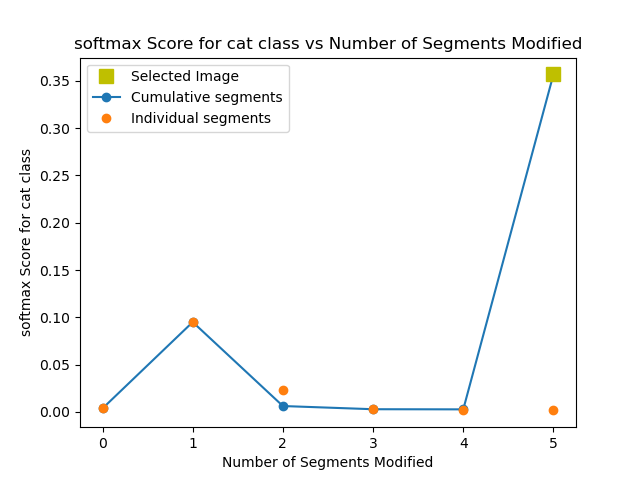 softmax Score for cat class vs Number of Segments Modified
Selected Image
Cumulative segments
Individual segments
softmax Score for cat class
0.35
0.30
0.25
0.20
0.15
0.10
0.05
0.00
0 1 2 3 4 5
Number of Segments Modified